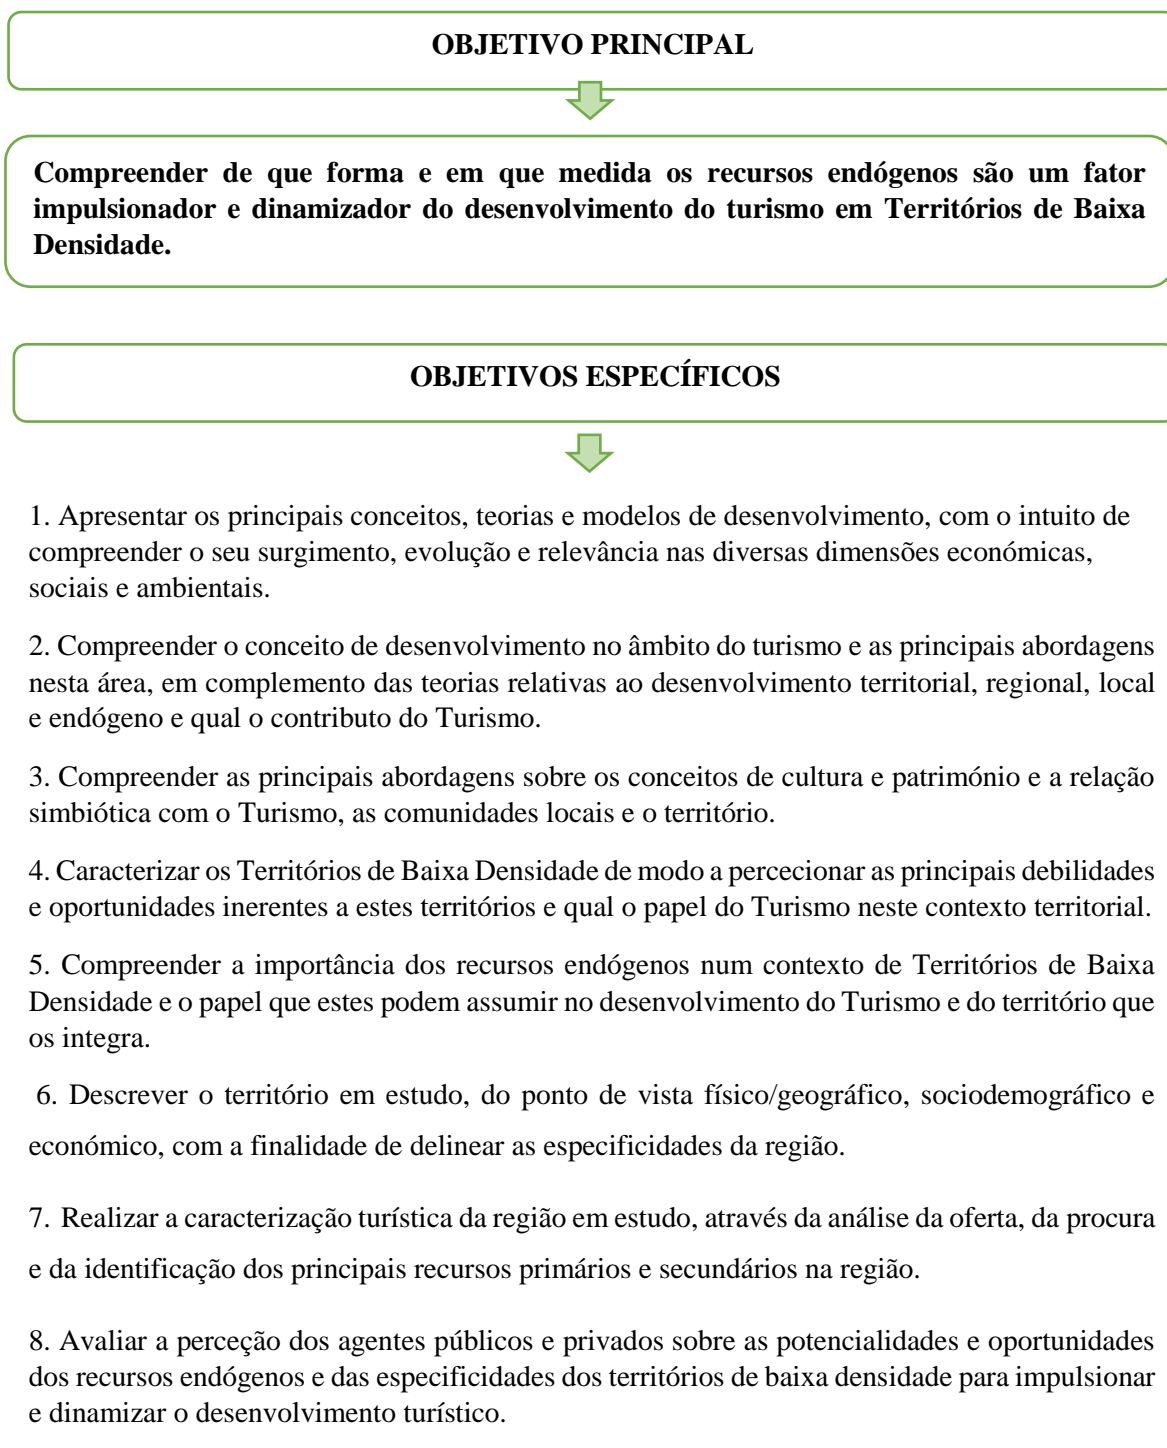 OBJETIVO PRINCIPAL
Compreender de que forma e em que medida os recursos endógenos são um fator
impulsionador e dinamizador do desenvolvimento do turismo em Territórios de Baixa
Densidade.
OBJETIVOS ESPECÍFICOS
1. Apresentar os principais conceitos, teorias e modelos de desenvolvimento, com o intuito de
compreender o seu surgimento, evolução e relevância nas diversas dimensões económicas,
sociais e ambientais.
2. Compreender o conceito de desenvolvimento no âmbito do turismo e as principais abordagens
nesta área, em complemento das teorias relativas ao desenvolvimento territorial, regional, local
e endógeno e qual o contributo do Turismo.
3. Compreender as principais abordagens sobre os conceitos de cultura e património e a relação
simbiótica com o Turismo, as comunidades locais e o território.
4. Caracterizar os Territórios de Baixa Densidade de modo a percecionar as principais debilidades
e oportunidades inerentes a estes territórios e qual o papel do Turismo neste contexto territorial.
5. Compreender a importância dos recursos endógenos num contexto de Territórios de Baixa
Densidade e o papel que estes podem assumir no desenvolvimento do Turismo e do território que
os integra.
6. Descrever o território em estudo, do ponto de vista físico/geográfico, sociodemográfico e
económico, com a finalidade de delinear as especificidades da região.
7. Realizar a caracterização turística da região em estudo, através da análise da oferta, da procura
e da identificação dos principais recursos primários e secundários na região.
8. Avaliar a perceção dos agentes públicos e privados sobre as potencialidades e oportunidades
dos recursos endógenos e das especificidades dos territórios de baixa densidade para impulsionar
e dinamizar o desenvolvimento turístico.